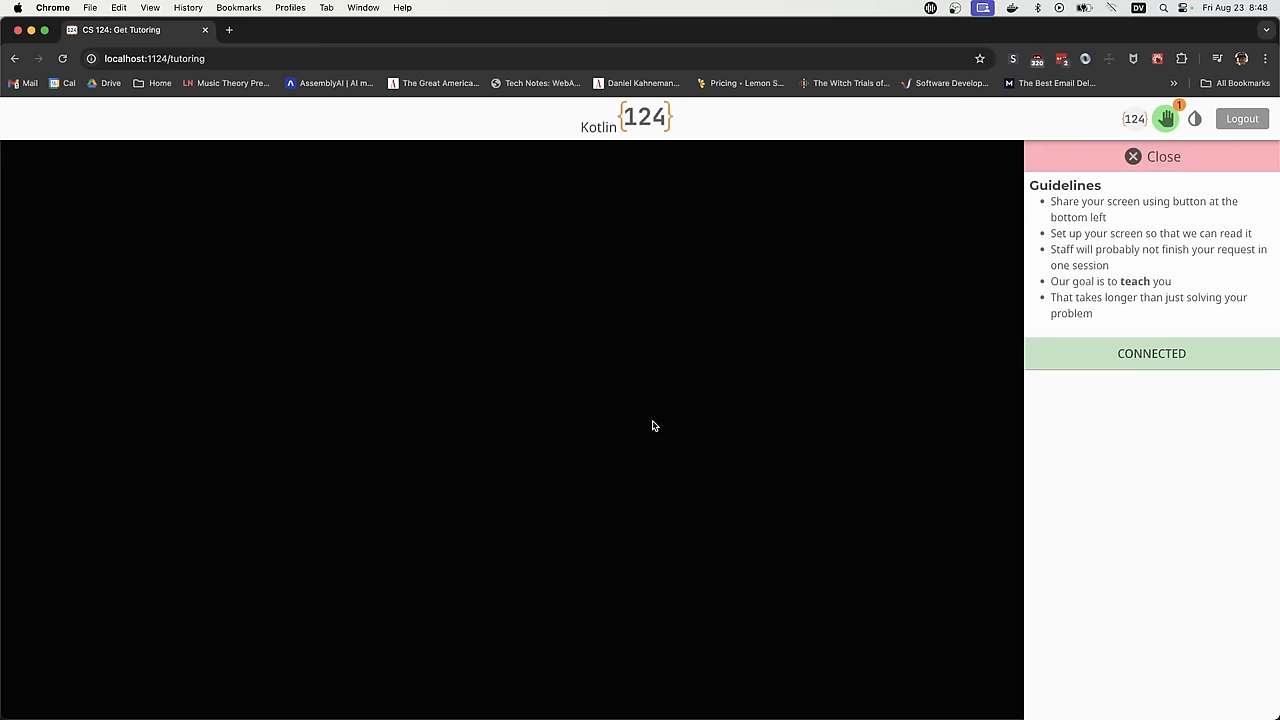 Chrome File Edit View History Bookmarks Profiles Tab Window Help DV Fri Aug 23 8:48
CS 124: Get Tutoring
localhost:1124/tutoring
320
2
Mail Cal Drive Home Music Theory Pre... AssemblyAI | AI m... The Great America... Tech Notes: WebA... Daniel Kahneman... Pricing • Lemon S... The Witch Trials of... Software Develop... The Best Email Del... » All Bookmarks
Kotlin {124}
{124} 1 Logout
Close
Guidelines
• Share your screen using button at the
bottom left
• Set up your screen so that we can read it
• Staff will probably not finish your request in
one session
• Our goal is to teach you
• That takes longer than just solving your
problem
CONNECTED